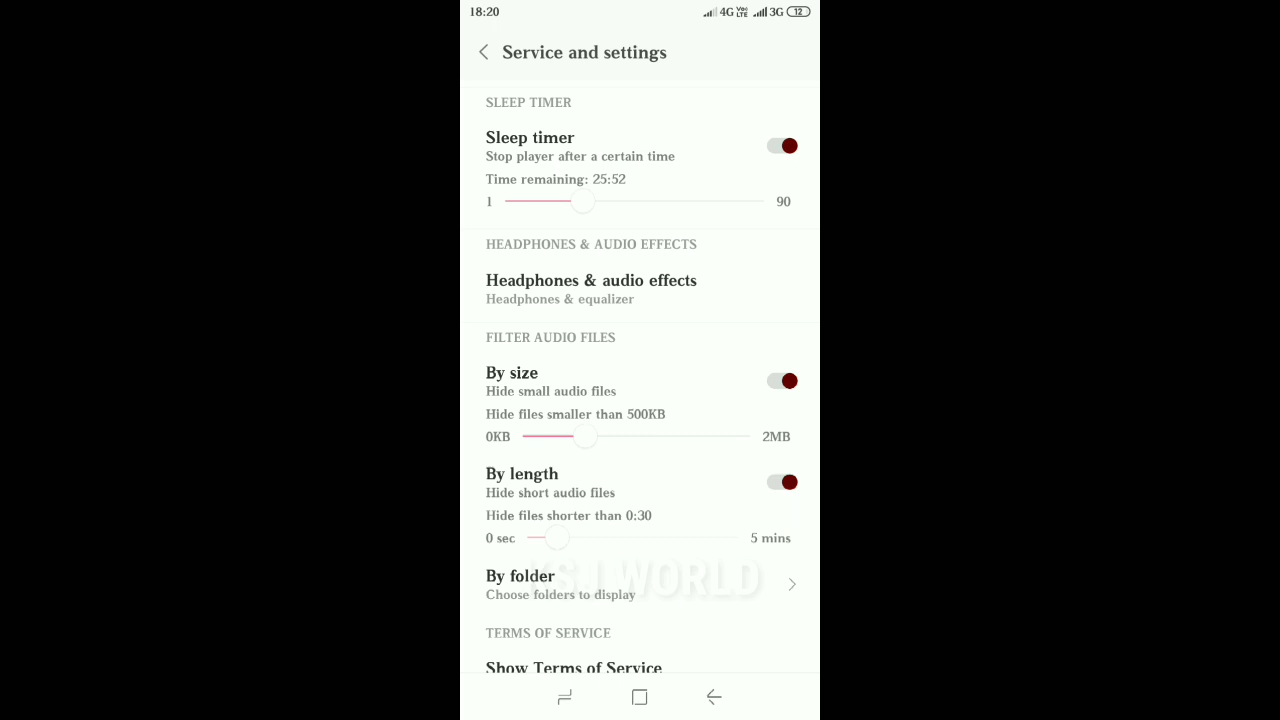 18:20
4G Vo) LTE 3G 12
Service and settings
SLEEP TIMER
Sleep timer
Stop player after a certain time
Time remaining: 25:52
1 90
HEADPHONES & AUDIO EFFECTS
Headphones & audio effects
Headphones & equalizer
FILTER AUDIO FILES
By size
Hide small audio files
Hide files smaller than 500KB
0KB 2MB
By length
Hide short audio files
Hide files shorter than 0:30
0 sec 5 mins
KSJ WORLD
By folder
Choose folders to display
TERMS OF SERVICE
Show Terms of Service